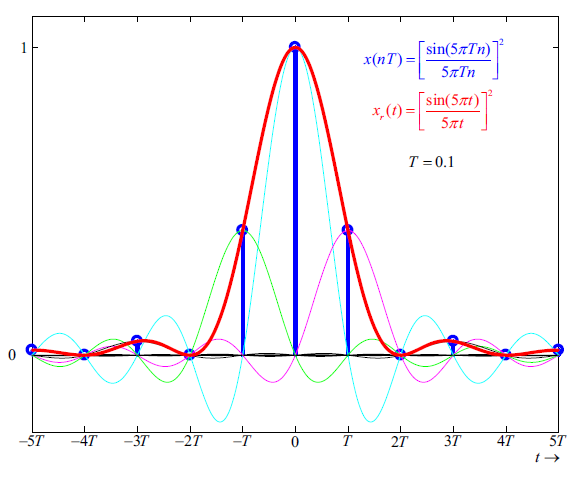 1
x(nT) = [sin(5πTn) / 5πTn]²
x_r(t) = [sin(5πt) / 5πt]²
T = 0.1
0
−5T −4T −3T −2T −T 0 T 2T 3T 4T 5T
t →